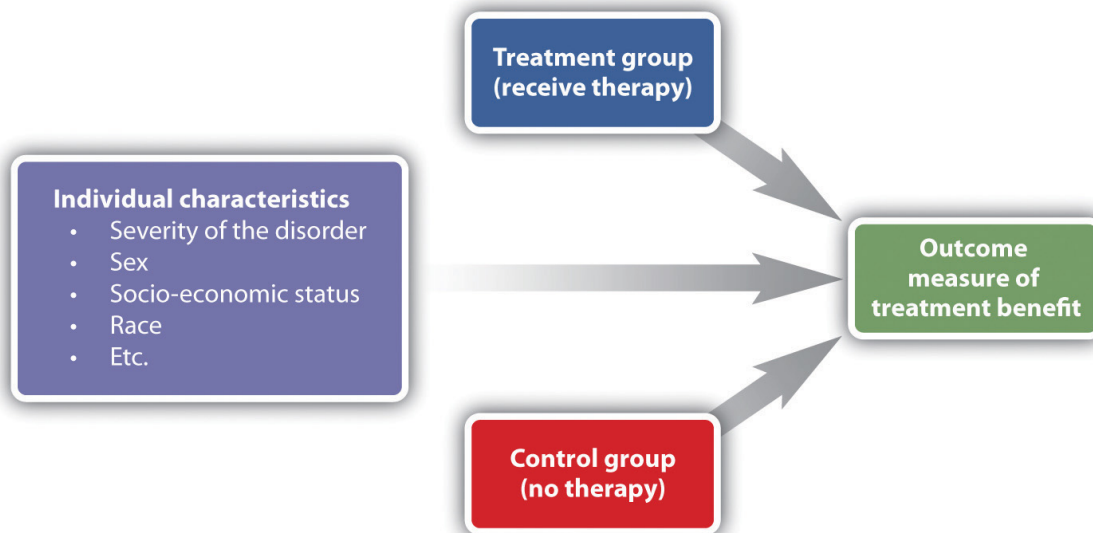 Treatment group
(receive therapy)
Individual characteristics
• Severity of the disorder
• Sex
• Socio-economic status
• Race
• Etc.
Outcome
measure of
treatment benefit
Control group
(no therapy)